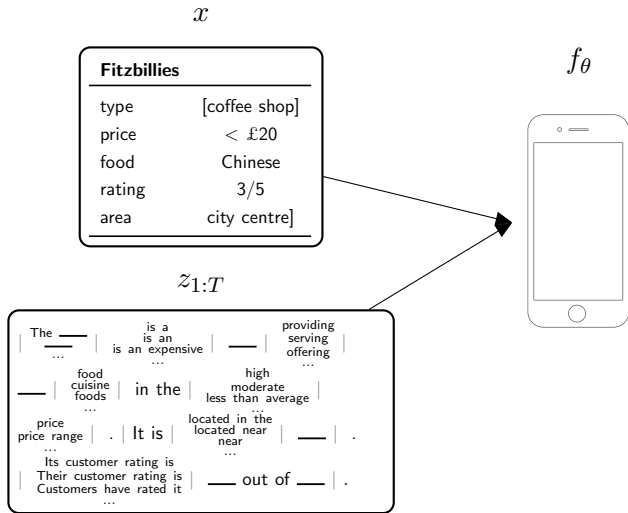 x
Fitzbillies
type [coffee shop]
price < £20
food Chinese
rating 3/5
area city centre]
f_θ
z_{1:T}
The ___
___
...
is a
is an
is an expensive
...
___
providing
serving
offering
...
___
food
cuisine
foods
...
in the
high
moderate
less than average
...
price
price range
...
.
It is
located in the
located near
near
...
___ .
Its customer rating is
Their customer rating is
Customers have rated it
...
___ out of ___ .